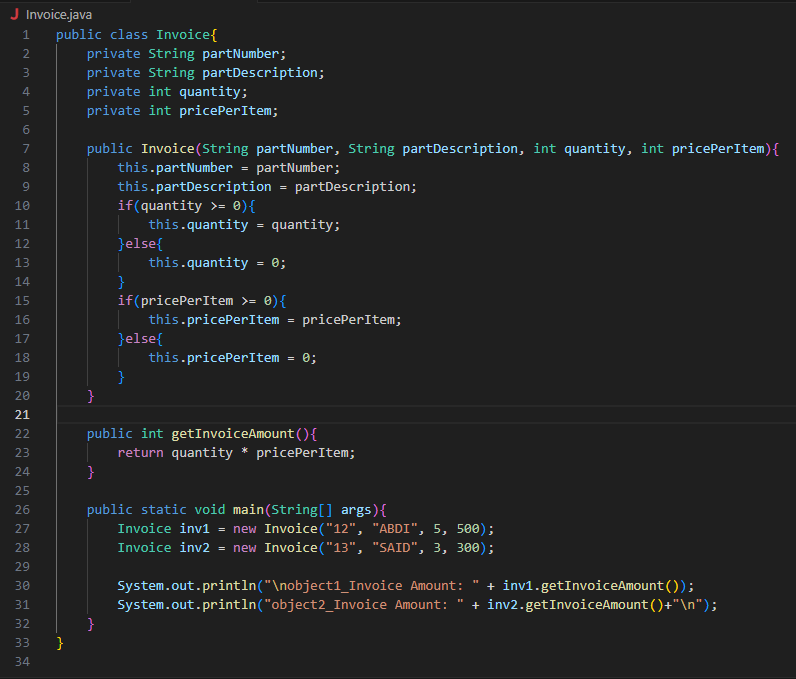 J Invoice.java
1 public class Invoice{
2     private String partNumber;
3     private String partDescription;
4     private int quantity;
5     private int pricePerItem;
6
7     public Invoice(String partNumber, String partDescription, int quantity, int pricePerItem){
8         this.partNumber = partNumber;
9         this.partDescription = partDescription;
10         if(quantity >= 0){
11             this.quantity = quantity;
12         }else{
13             this.quantity = 0;
14         }
15         if(pricePerItem >= 0){
16             this.pricePerItem = pricePerItem;
17         }else{
18             this.pricePerItem = 0;
19         }
20     }
21
22     public int getInvoiceAmount(){
23         return quantity * pricePerItem;
24     }
25
26     public static void main(String[] args){
27         Invoice inv1 = new Invoice("12", "ABDI", 5, 500);
28         Invoice inv2 = new Invoice("13", "SAID", 3, 300);
29
30         System.out.println("\nobject1_Invoice Amount: " + inv1.getInvoiceAmount());
31         System.out.println("object2_Invoice Amount: " + inv2.getInvoiceAmount()+"\n");
32     }
33 }
34